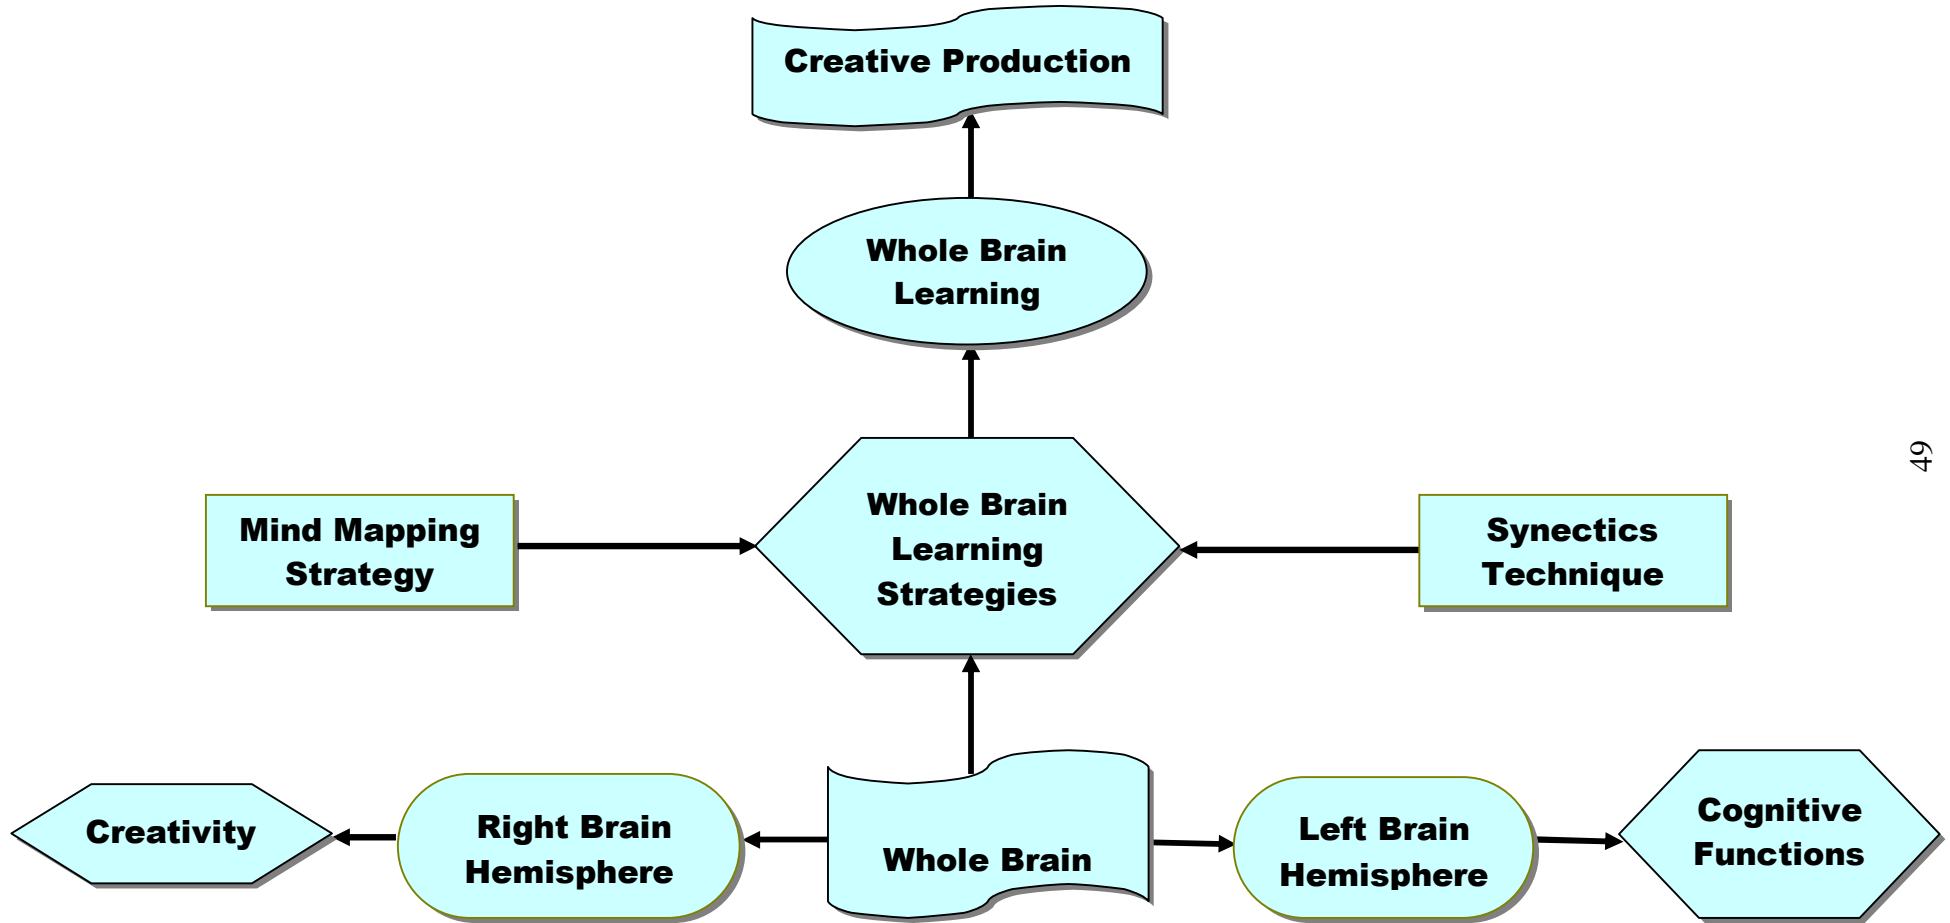 Creative Production
Whole Brain
Learning
Mind Mapping
Strategy
Whole Brain
Learning
Strategies
Synectics
Technique
49
Creativity
Right Brain
Hemisphere
Whole Brain
Left Brain
Hemisphere
Cognitive
Functions